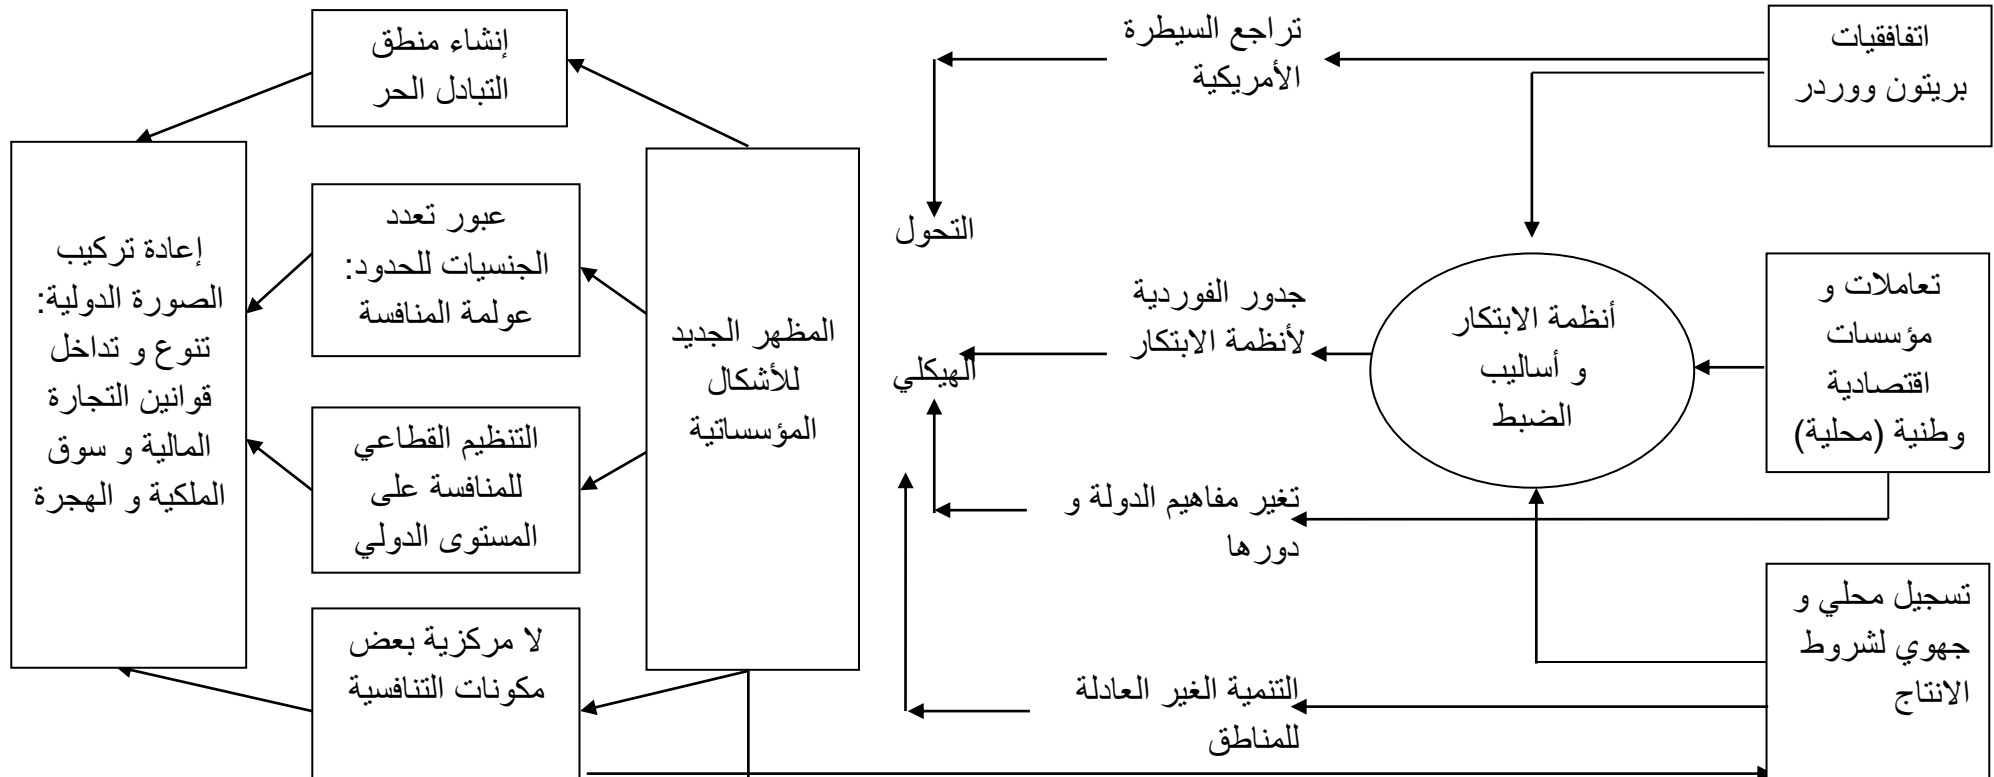 اتفافقيات
بريتون ووردر
تعاملات و
مؤسسات
اقتصادية
وطنية (محلية)
تسجيل محلي و
جهوي لشروط
الانتاج
أنظمة الابتكار
و أساليب
الضبط
تراجع السيطرة
الأمريكية
جدور الفوردية
لأنظمة الابتكار
تغير مفاهيم الدولة و
دورها
التنمية الغير العادلة
للمناطق
التحول
الهيكلي
المظهر الجديد
للأشكال
المؤسساتية
إنشاء منطق
التبادل الحر
عبور تعدد
الجنسيات للحدود:
عولمة المنافسة
التنظيم القطاعي
للمنافسة على
المستوى الدولي
لا مركزية بعض
مكونات التنافسية
إعادة تركيب
الصورة الدولية:
تنوع و تداخل
قوانين التجارة
المالية و سوق
الملكية و الهجرة